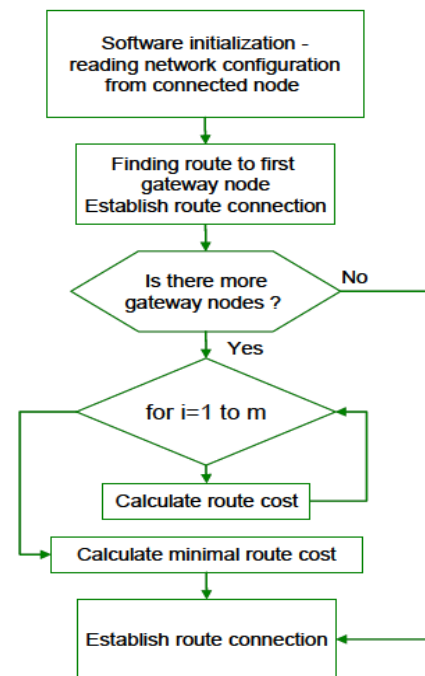 Software initialization -
reading network configuration
from connected node
Finding route to first
gateway node
Establish route connection
Is there more
gateway nodes ?
No
Yes
for i=1 to m
Calculate route cost
Calculate minimal route cost
Establish route connection